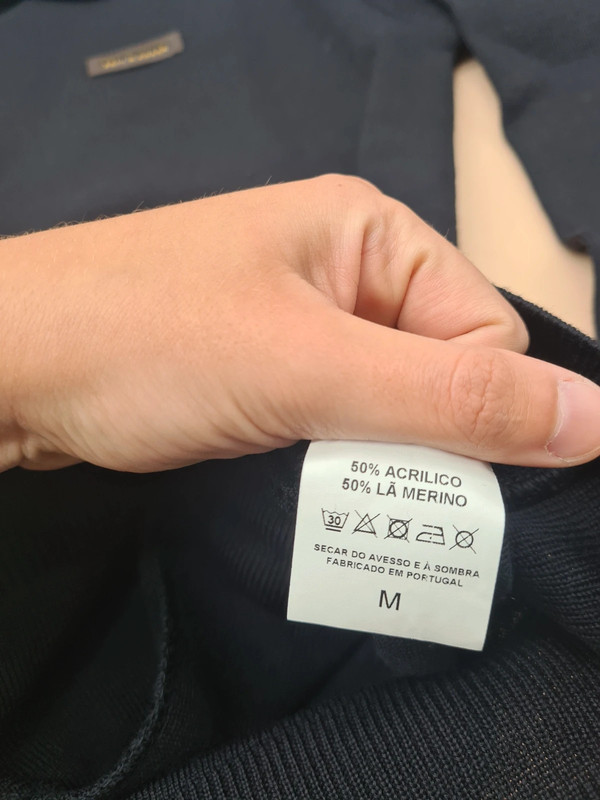 50% ACRILICO
50% LÃ MERINO
30
SECAR DO AVESSO E À SOMBRA
FABRICADO EM PORTUGAL
M